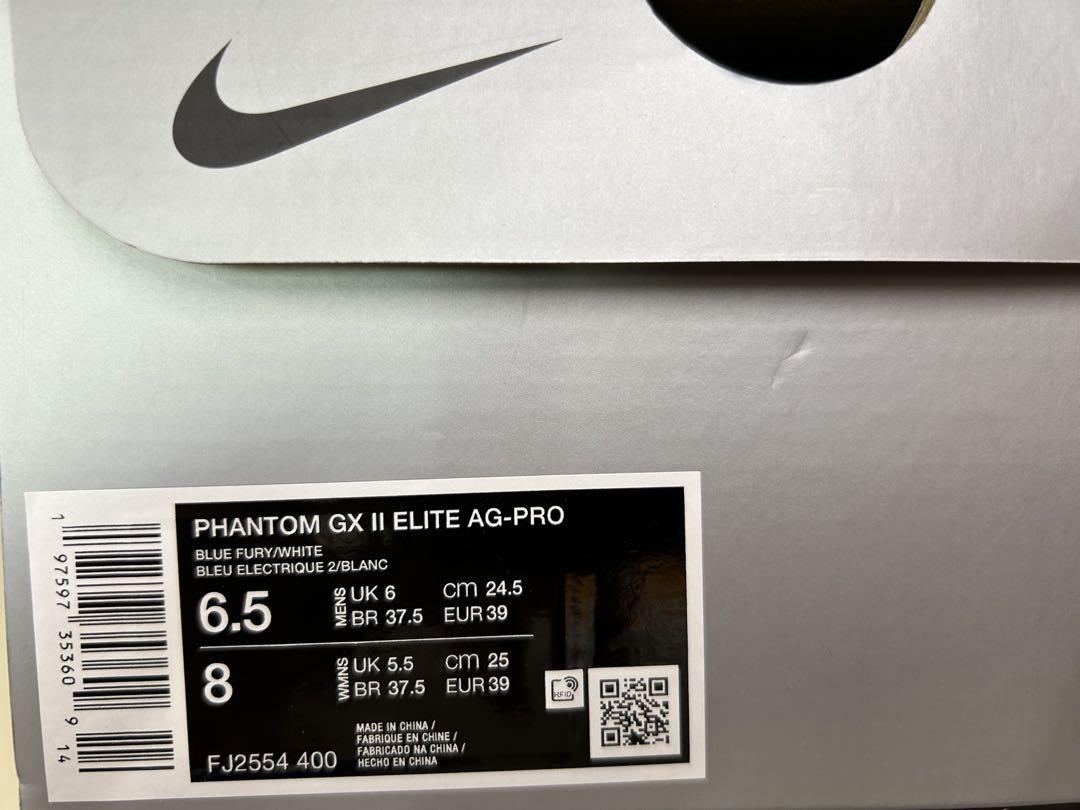 PHANTOM GX II ELITE AG-PRO
BLUE FURY/WHITE
BLEU ELECTRIQUE 2/BLANC
6.5 MENS UK 6 cm 24.5
BR 37.5 EUR 39
8 WMNS UK 5.5 cm 25
BR 37.5 EUR 39
RFID
MADE IN CHINA /
FABRIQUE EN CHINE /
FABRICADO NA CHINA /
HECHO EN CHINA
FJ2554 400
1 97597 35360 9 14